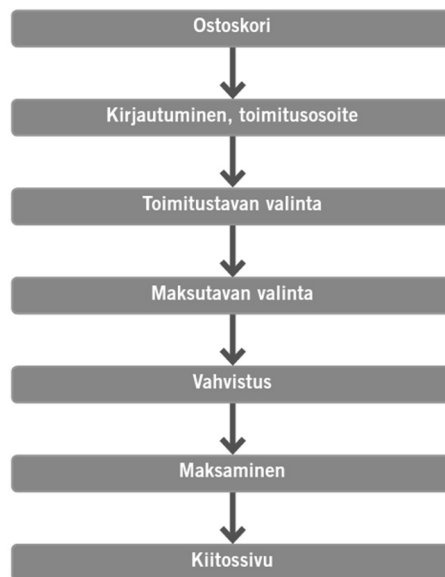 Ostoskori
Kirjautuminen, toimitusosoite
Toimitustavan valinta
Maksutavan valinta
Vahvistus
Maksaminen
Kiitossivu